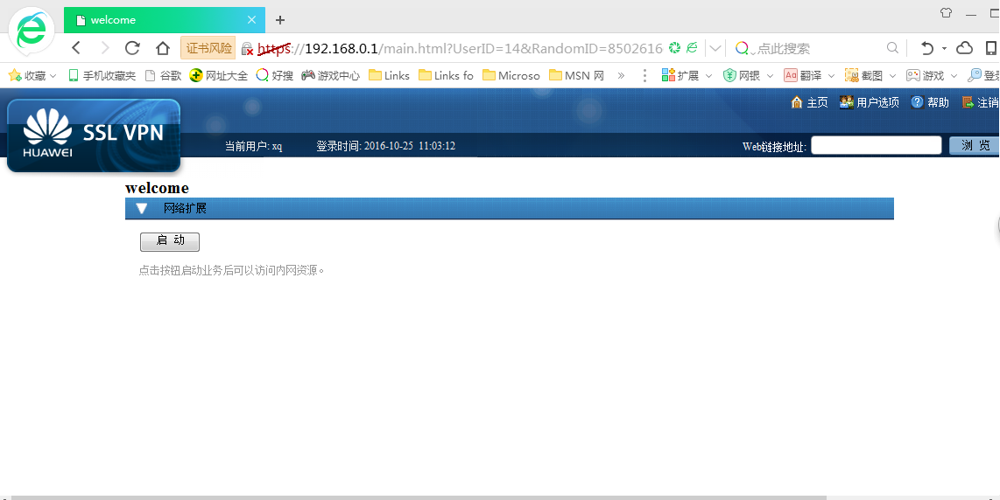 welcome
证书风险 https://192.168.0.1/main.html?UserID=14&RandomID=8502616 点此搜索
收藏 手机收藏夹 谷歌 网址大全 好搜 游戏中心 Links Links fo Microso MSN 网 » 扩展 网银 翻译 截图 游戏 登录
主页 用户选项 帮助 注销
HUAWEI SSL VPN
当前用户: xq 登录时间: 2016-10-25 11:03:12 Web链接地址: 浏 览
welcome
网络扩展
启 动
点击按钮启动业务后可以访问内网资源。